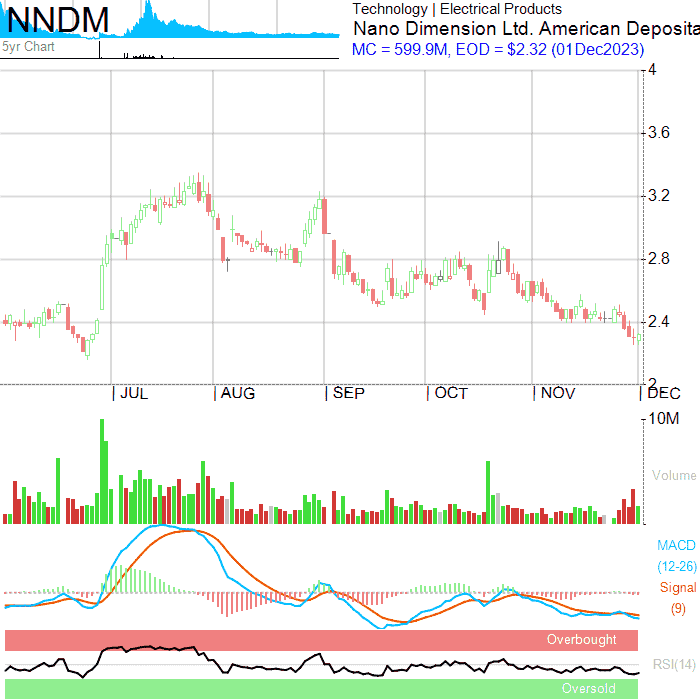 NNDM
5yr Chart
Technology | Electrical Products
Nano Dimension Ltd. American Deposita
MC = 599.9M, EOD = $2.32 (01Dec2023)
4
3.6
3.2
2.8
2.4
2
JUL AUG SEP OCT NOV DEC
10M
Volume
MACD
(12-26)
Signal
(9)
Overbought
RSI(14)
Oversold